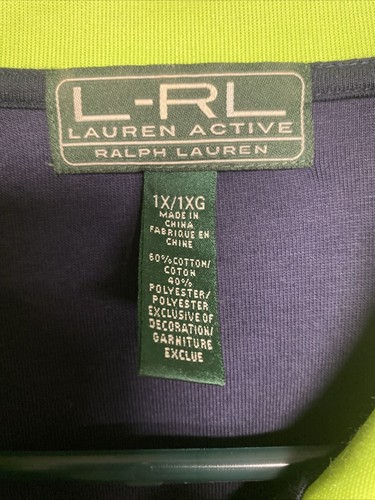 L-RL
LAUREN ACTIVE
RALPH LAUREN
1X/1XG
MADE IN
CHINA
FABRIQUE EN
CHINE
60%COTTON/
COTON
40%
POLYESTER/
POLYESTER
EXCLUSIVE OF
DECORATION/
GARNITURE
EXCLUE